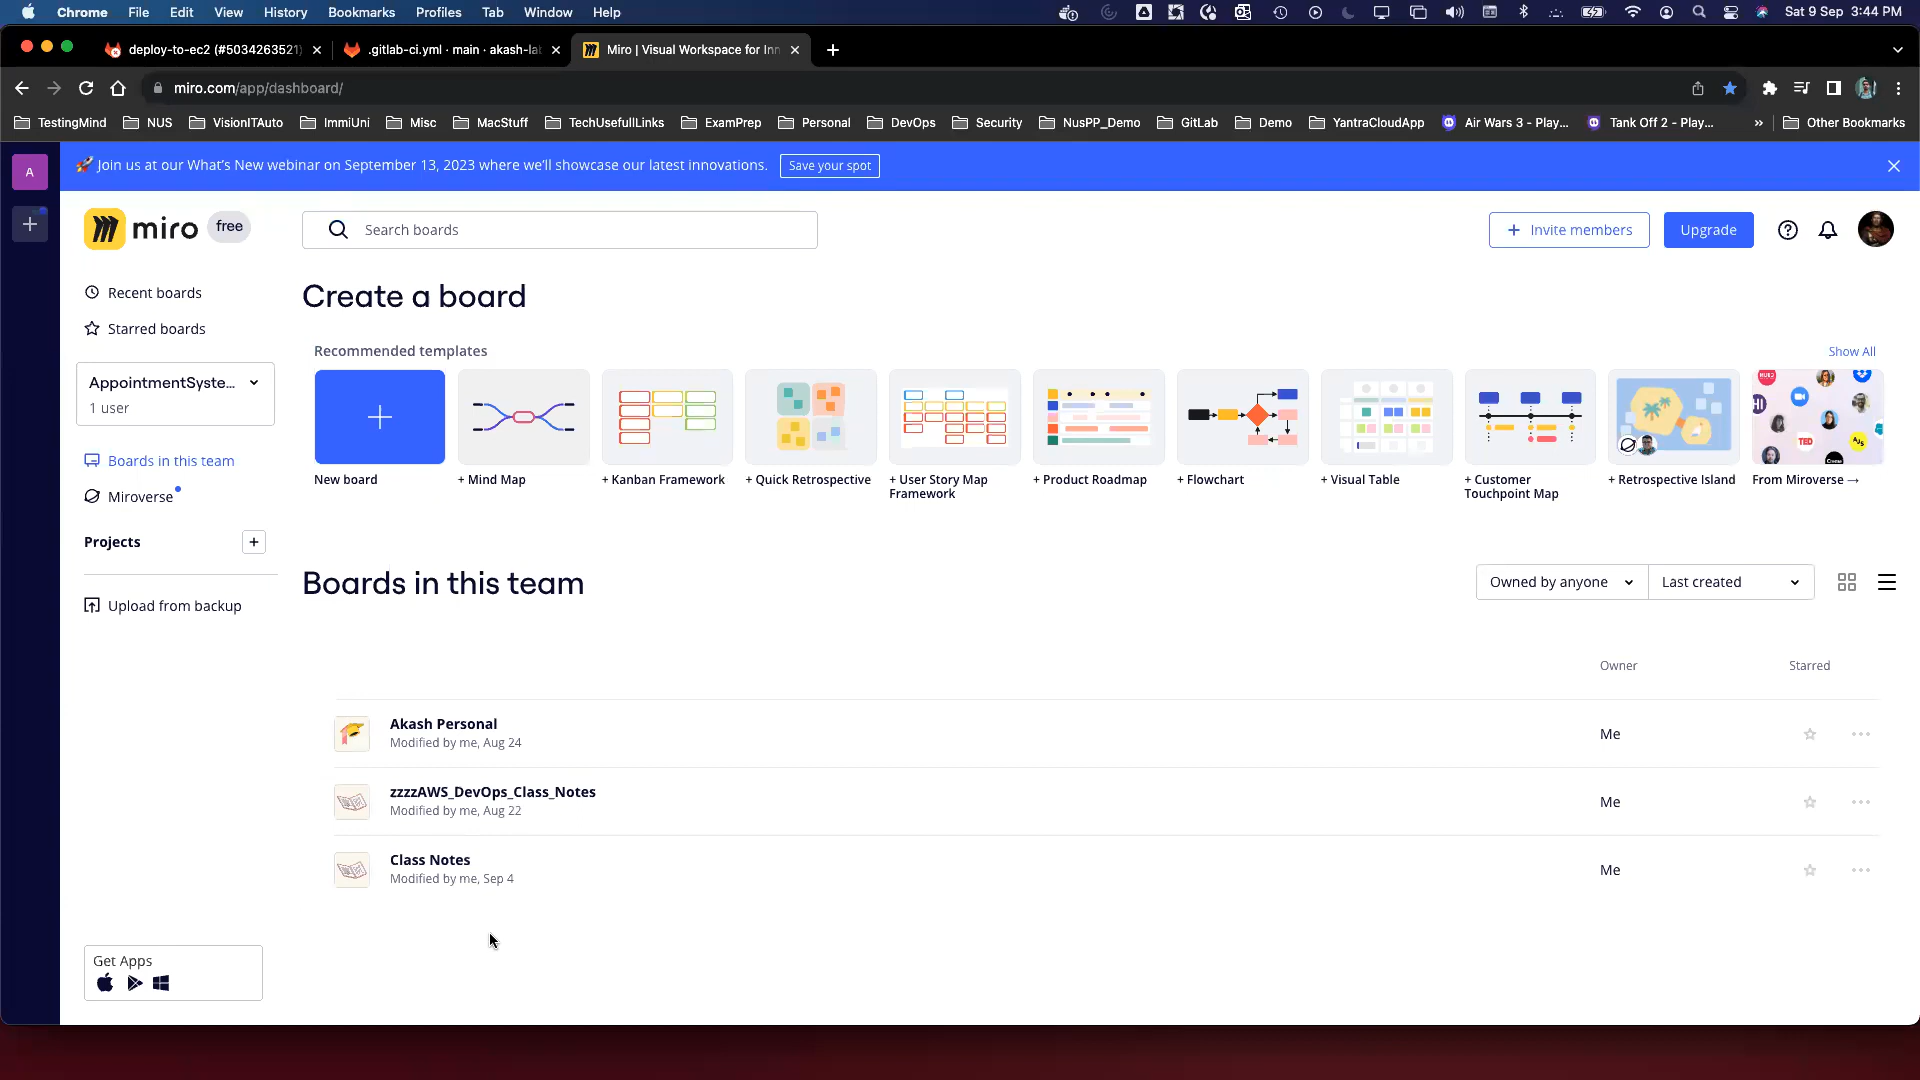 Chrome File Edit View History Bookmarks Profiles Tab Window Help Sat 9 Sep 3:44 PM
deploy-to-ec2 (#5034263521)
.gitlab-ci.yml · main · akash-la
Miro | Visual Workspace for Inn
miro.com/app/dashboard/
TestingMind NUS VisionITAuto ImmiUni Misc MacStuff TechUsefullLinks ExamPrep Personal DevOps Security NusPP_Demo GitLab Demo YantraCloudApp Air Wars 3 - Play... Tank Off 2 - Play... » Other Bookmarks
A
Join us at our What's New webinar on September 13, 2023 where we'll showcase our latest innovations. Save your spot
miro free
Search boards
Invite members
Upgrade
Recent boards
Starred boards
AppointmentSyste...
1 user
Boards in this team
Miroverse
Projects
Upload from backup
Get Apps
Create a board
Recommended templates
Show All
New board
+ Mind Map
+ Kanban Framework
+ Quick Retrospective
+ User Story Map
Framework
+ Product Roadmap
+ Flowchart
+ Visual Table
+ Customer
Touchpoint Map
+ Retrospective Island
TED
From Miroverse →
Boards in this team
Owned by anyone
Last created
Owner
Starred
Akash Personal
Modified by me, Aug 24
Me
zzzzAWS_DevOps_Class_Notes
Modified by me, Aug 22
Me
Class Notes
Modified by me, Sep 4
Me